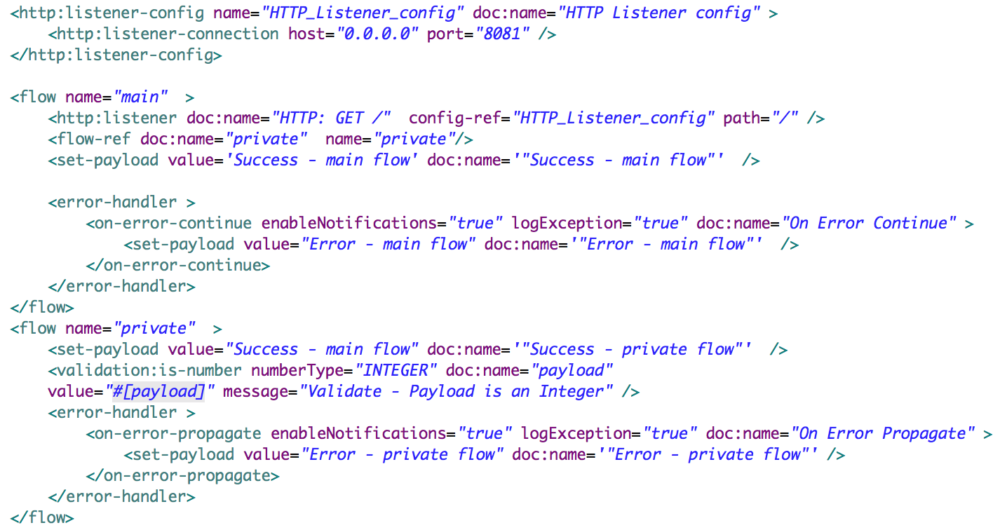 <http:listener-config name="HTTP_Listener_config" doc:name="HTTP Listener config" >
<http:listener-connection host="0.0.0.0" port="8081" />
</http:listener-config>
<flow name="main"  >
<http:listener doc:name="HTTP: GET /"  config-ref="HTTP_Listener_config" path="/" />
<flow-ref doc:name="private"  name="private"/>
<set-payload value='Success - main flow' doc:name='"Success - main flow"'  />
<error-handler >
<on-error-continue enableNotifications="true" logException="true" doc:name="On Error Continue" >
<set-payload value="Error - main flow" doc:name='"Error - main flow"'  />
</on-error-continue>
</error-handler>
</flow>
<flow name="private"  >
<set-payload value="Success - main flow" doc:name='"Success - private flow"'  />
<validation:is-number numberType="INTEGER" doc:name="payload"
value="#[payload]" message="Validate - Payload is an Integer" />
<error-handler >
<on-error-propagate enableNotifications="true" logException="true" doc:name="On Error Propagate" >
<set-payload value="Error - private flow" doc:name='"Error - private flow"' />
</on-error-propagate>
</error-handler>
</flow>